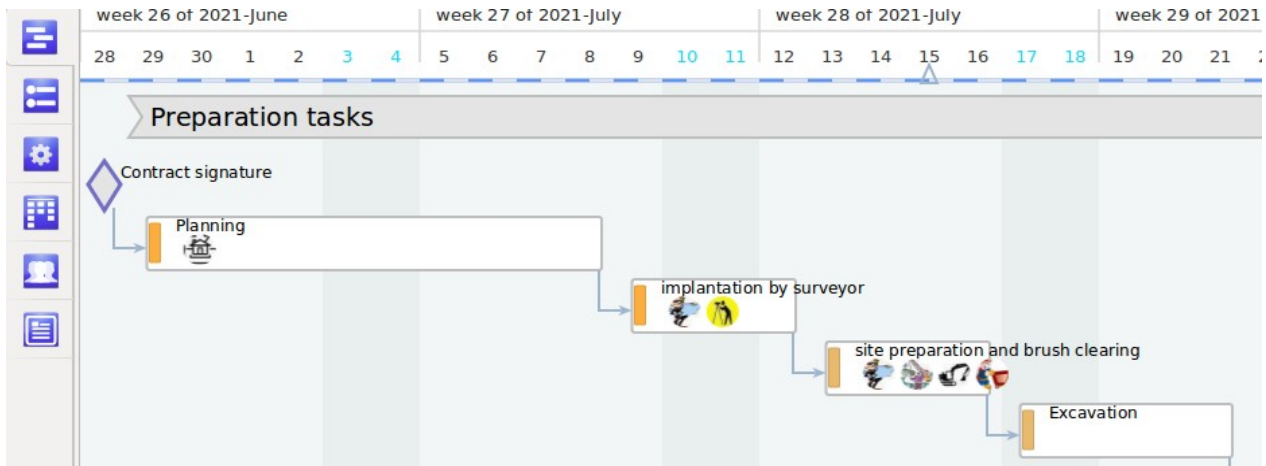 week 26 of 2021-June week 27 of 2021-July week 28 of 2021-July week 29 of 2021
28 29 30 1 2 3 4 5 6 7 8 9 10 11 12 13 14 15 16 17 18 19 20 21
Preparation tasks
Contract signature
Planning
implantation by surveyor
site preparation and brush clearing
Excavation